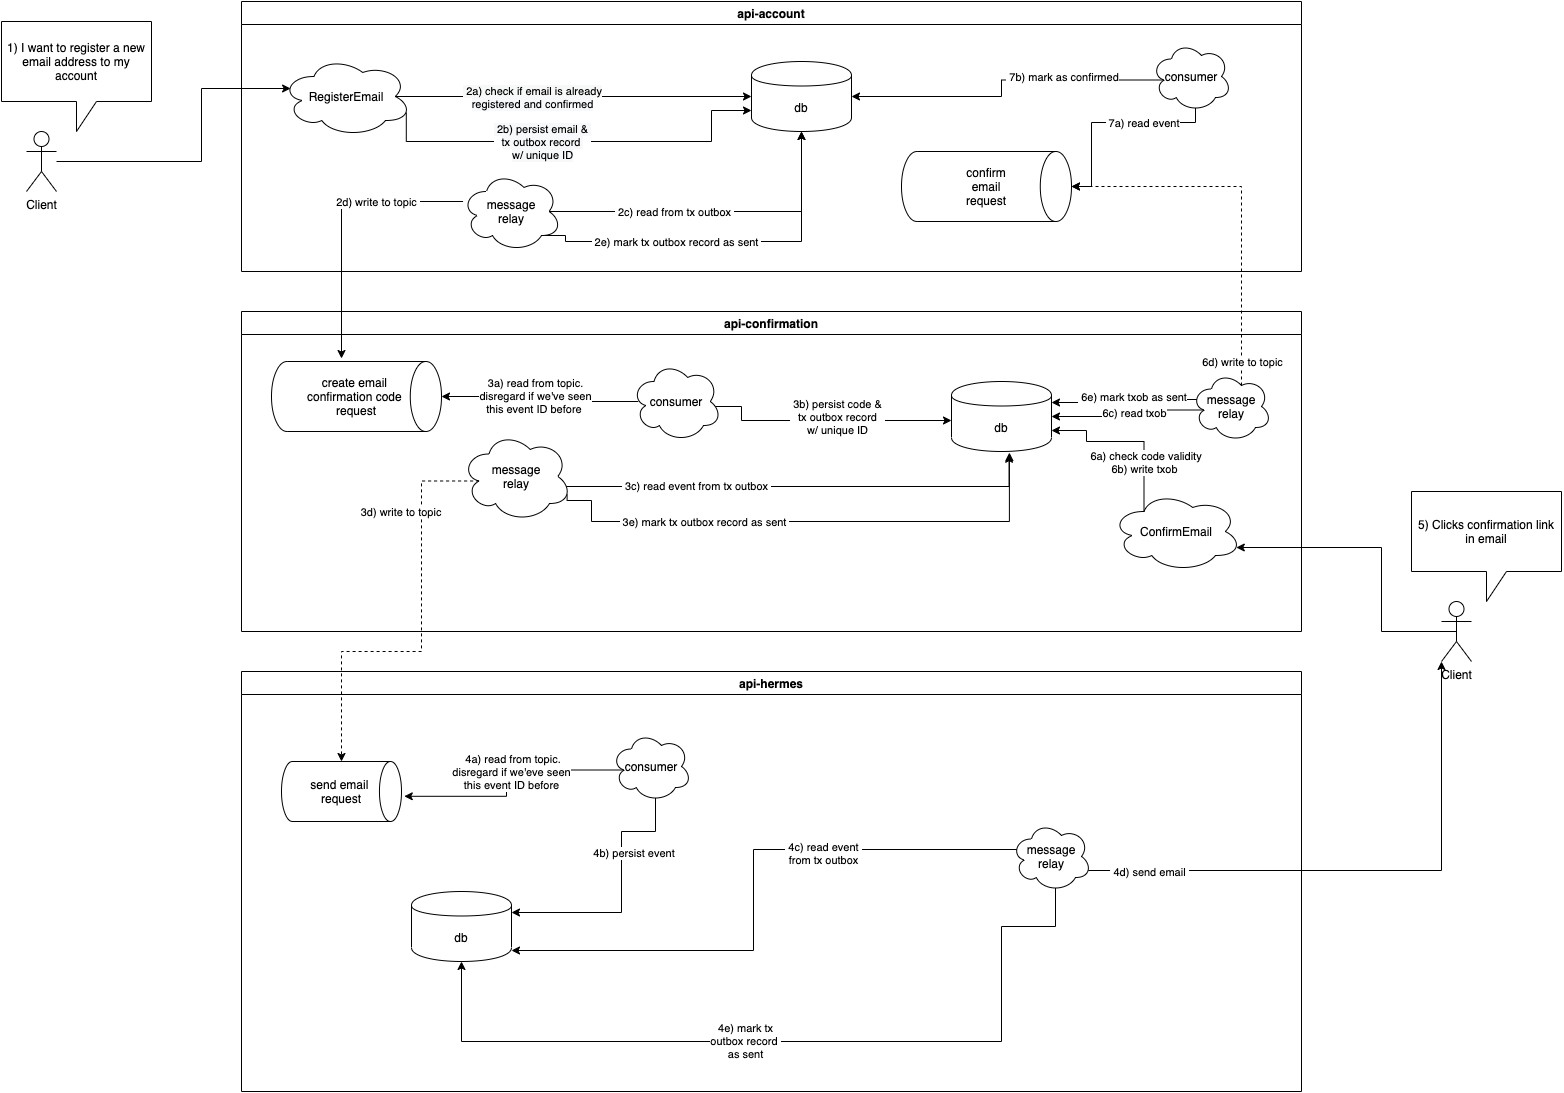 api-account
1) I want to register a new
email address to my
account
Client
RegisterEmail
2a) check if email is already
registered and confirmed
2b) persist email &
tx outbox record
w/ unique ID
db
7b) mark as confirmed
consumer
7a) read event
confirm
email
request
2d) write to topic
message
relay
2c) read from tx outbox
2e) mark tx outbox record as sent
api-confirmation
create email
confirmation code
request
3a) read from topic.
disregard if we've seen
this event ID before
consumer
3b) persist code &
tx outbox record
w/ unique ID
db
6d) write to topic
6e) mark txob as sent
6c) read txob
message
relay
6a) check code validity
6b) write txob
message
relay
3c) read event from tx outbox
3d) write to topic
3e) mark tx outbox record as sent
ConfirmEmail
5) Clicks confirmation link
in email
Client
api-hermes
send email
request
4a) read from topic.
disregard if we'eve seen
this event ID before
consumer
4b) persist event
4c) read event
from tx outbox
message
relay
4d) send email
db
4e) mark tx
outbox record
as sent